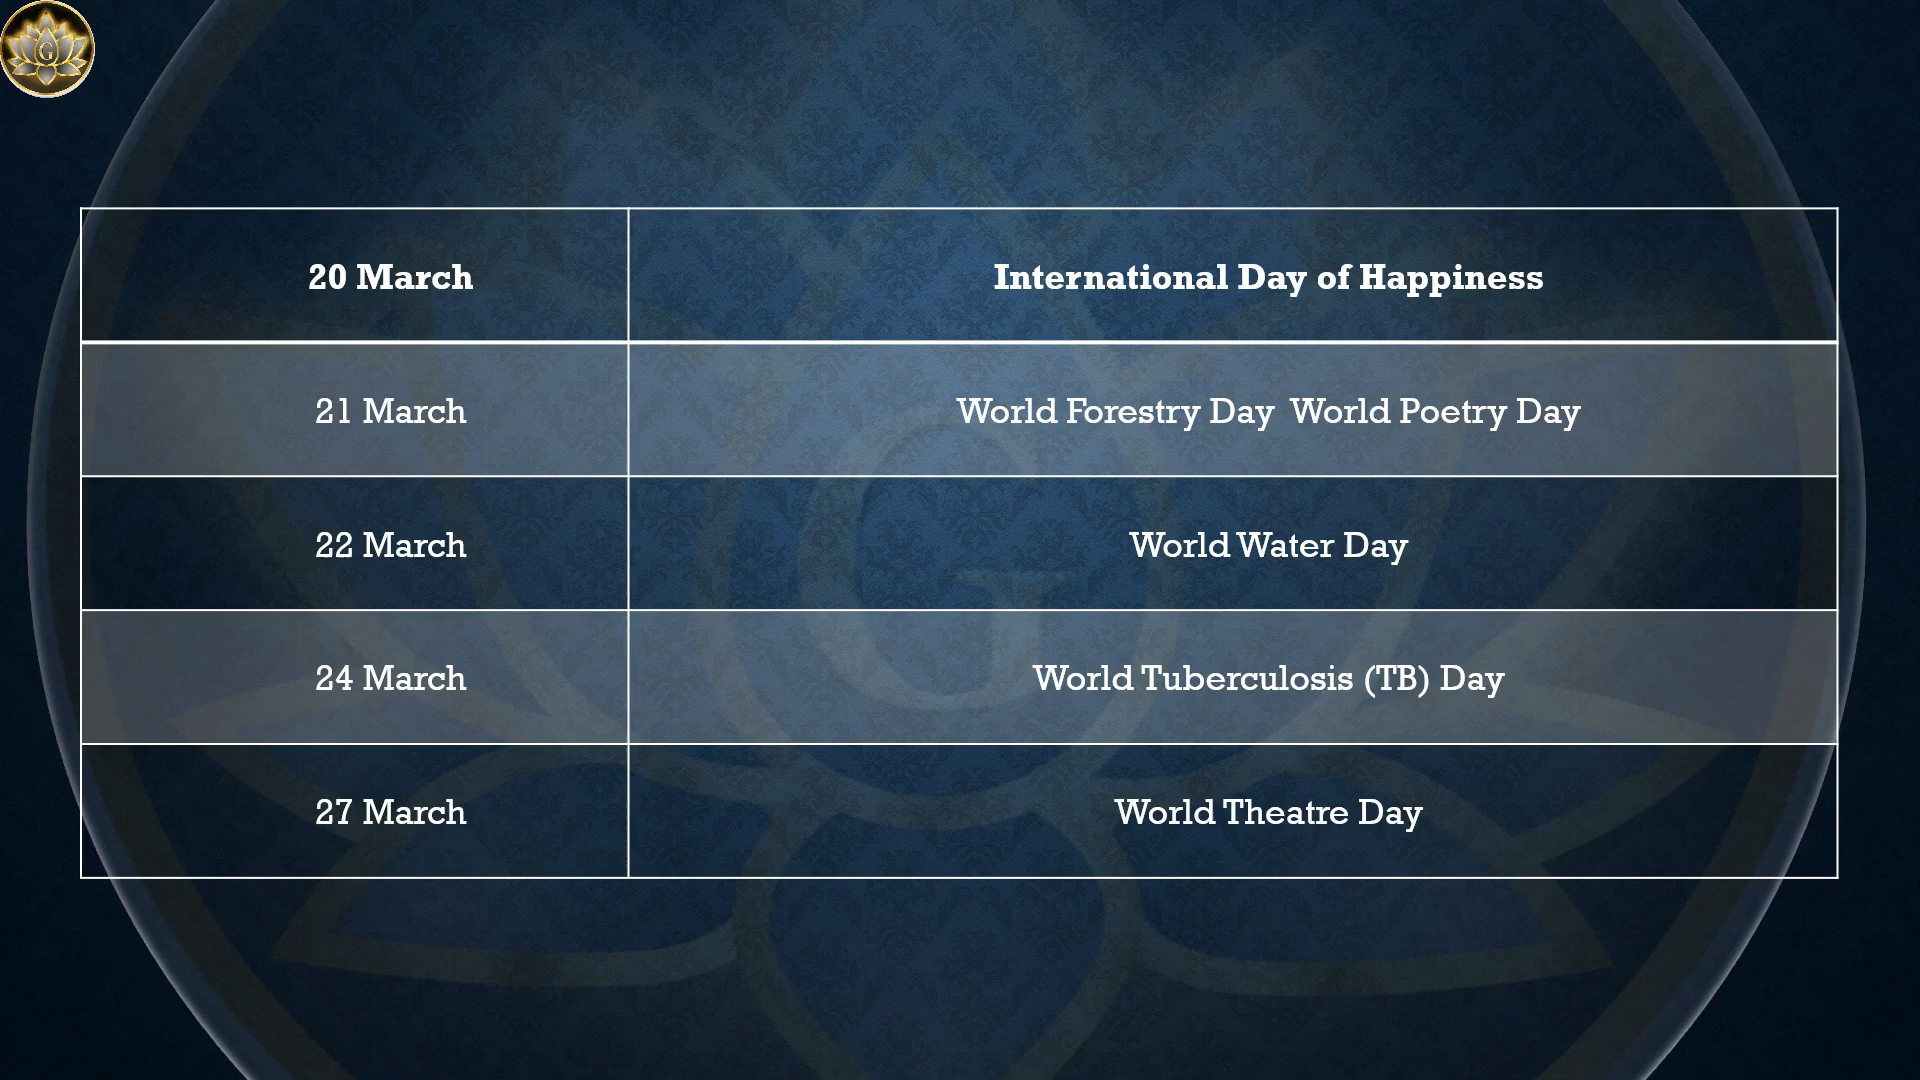 G
20 March International Day of Happiness
21 March World Forestry Day  World Poetry Day
22 March World Water Day
24 March World Tuberculosis (TB) Day
27 March World Theatre Day